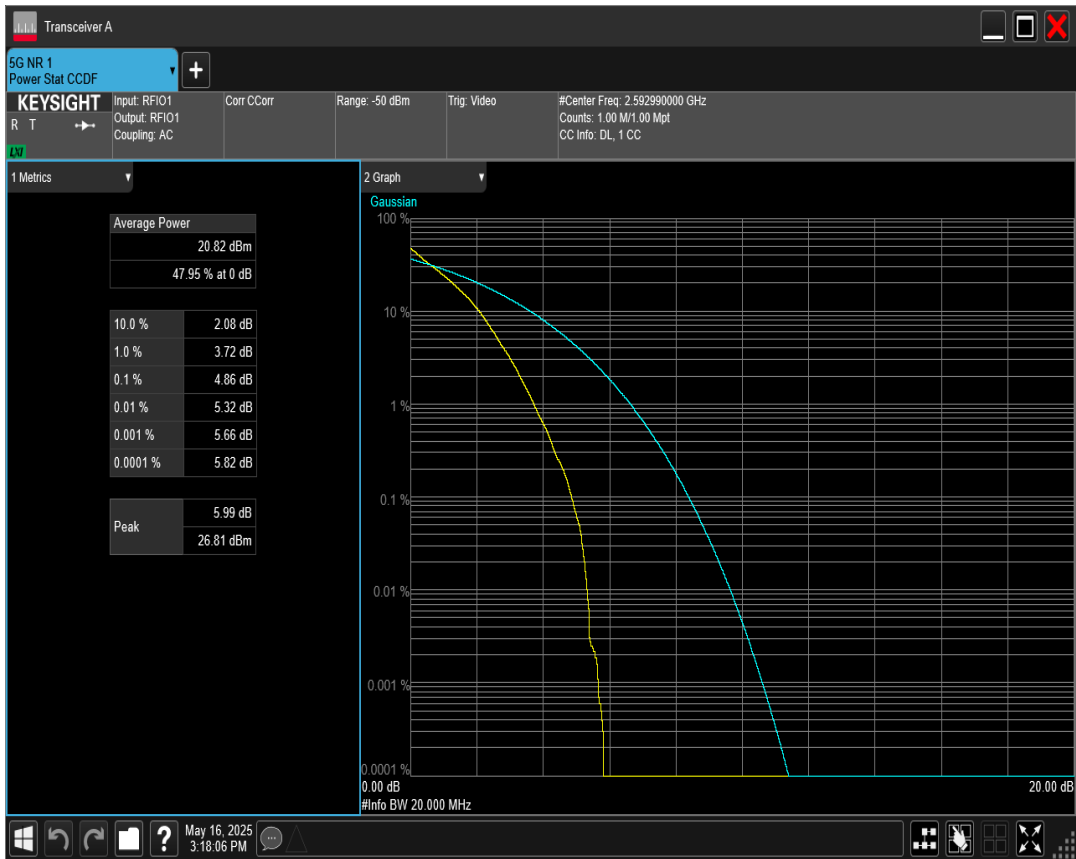 Transceiver A
5G NR 1
Power Stat CCDF
+
KEYSIGHT
R T
LXI
Input: RFIO1
Output: RFIO1
Coupling: AC
Corr CCorr
Range: -50 dBm
Trig: Video
#Center Freq: 2.592990000 GHz
Counts: 1.00 M/1.00 Mpt
CC Info: DL, 1 CC
1 Metrics
Average Power
20.82 dBm
47.95 % at 0 dB
10.0 % 2.08 dB
1.0 % 3.72 dB
0.1 % 4.86 dB
0.01 % 5.32 dB
0.001 % 5.66 dB
0.0001 % 5.82 dB
Peak
5.99 dB
26.81 dBm
2 Graph
Gaussian
100 %
10 %
1 %
0.1 %
0.01 %
0.001 %
0.0001 %
0.00 dB 20.00 dB
#Info BW 20.000 MHz
?
May 16, 2025
3:18:06 PM